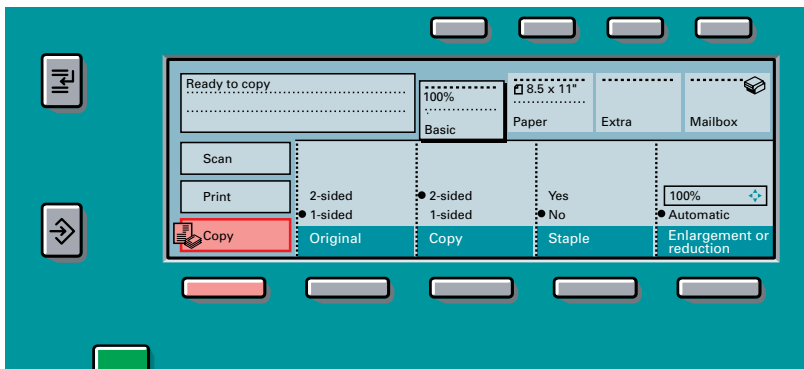 Ready to copy
100%
Basic
8.5 x 11"
Paper
Extra
Mailbox
Scan
Print
Copy
2-sided
1-sided
Original
2-sided
1-sided
Copy
Yes
No
Staple
100%
Automatic
Enlargement or
reduction